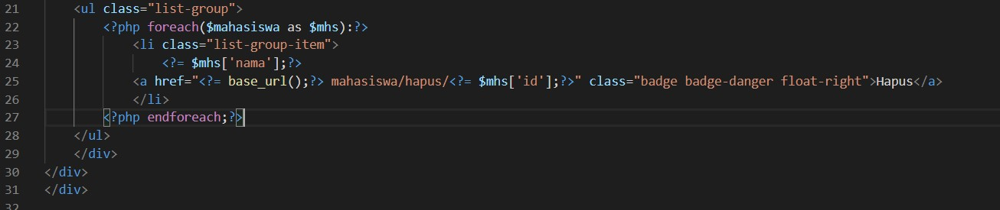 21 <ul class="list-group">
22 <?php foreach($mahasiswa as $mhs):?>
23 <li class="list-group-item">
24 <?= $mhs['nama'];?>
25 <a href="<?= base_url();?> mahasiswa/hapus/<?= $mhs['id'];?>" class="badge badge-danger float-right">Hapus</a>
26 </li>
27 <?php endforeach;?>
28 </ul>
29 </div>
30 </div>
31 </div>
32